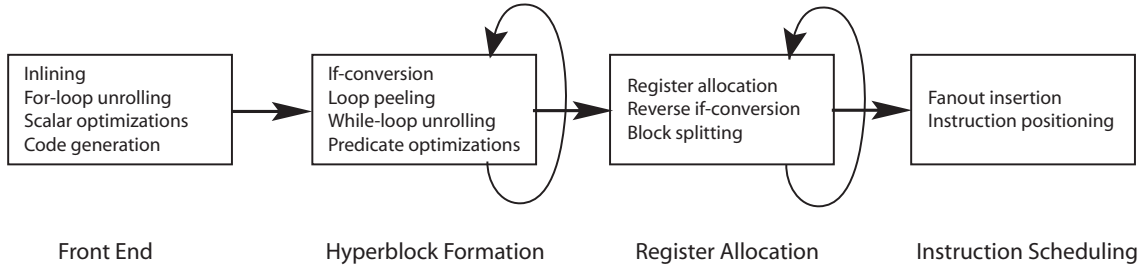 Inlining
For-loop unrolling
Scalar optimizations
Code generation
If-conversion
Loop peeling
While-loop unrolling
Predicate optimizations
Register allocation
Reverse if-conversion
Block splitting
Fanout insertion
Instruction positioning
Front End
Hyperblock Formation
Register Allocation
Instruction Scheduling